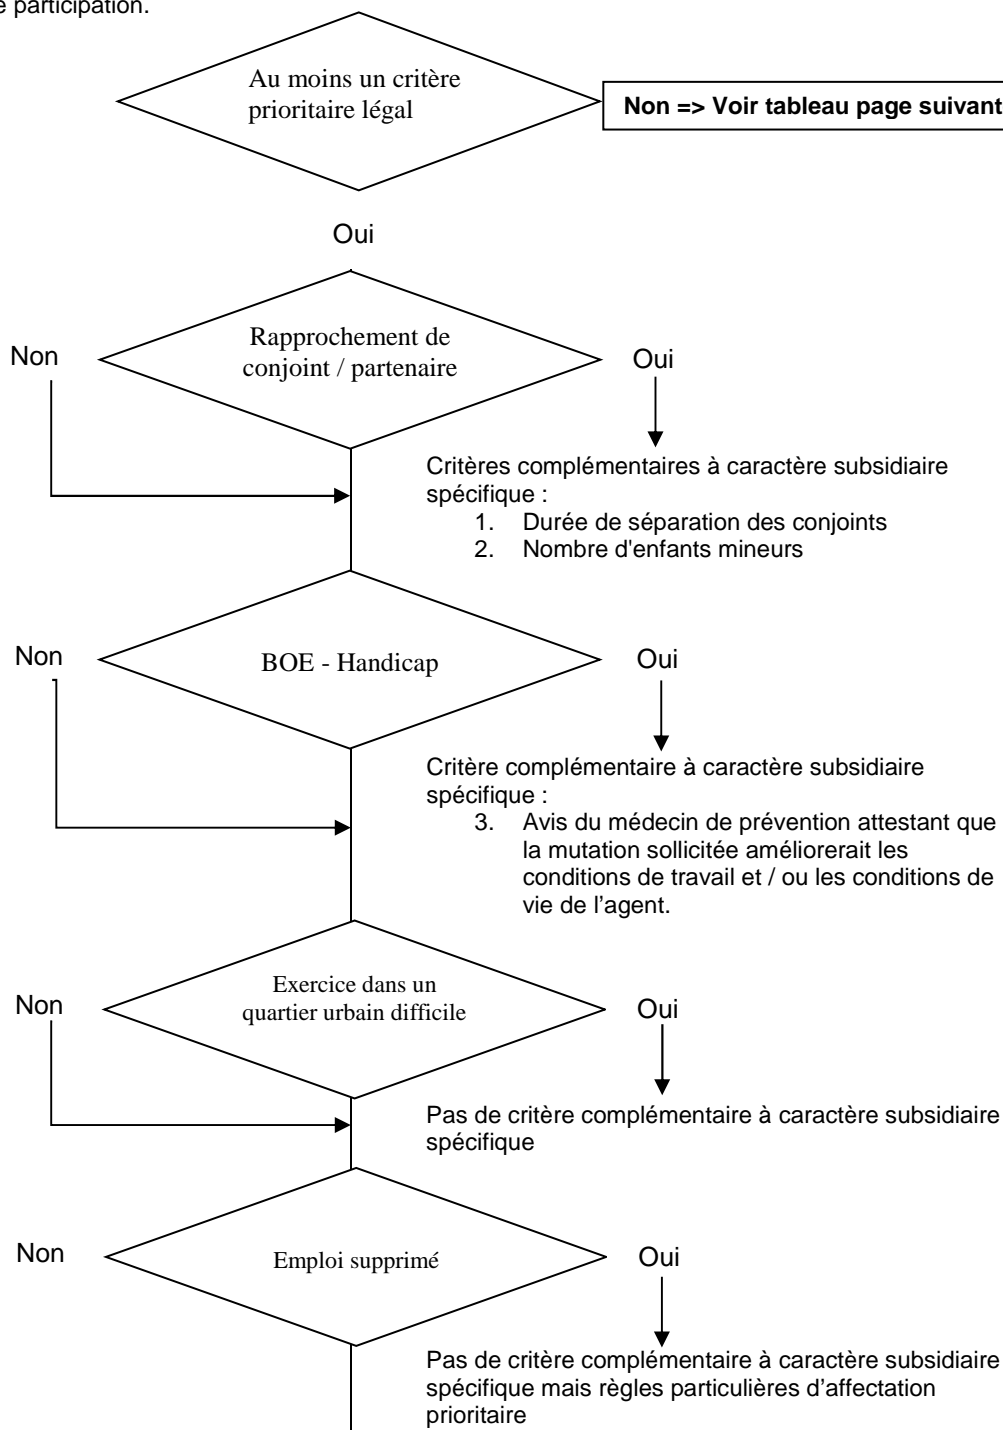 e participation.
Au moins un critère
prioritaire légal
Non => Voir tableau page suivant
Oui
Rapprochement de
conjoint / partenaire
Non
Oui
Critères complémentaires à caractère subsidiaire
spécifique :
1. Durée de séparation des conjoints
2. Nombre d'enfants mineurs
Non
BOE - Handicap
Oui
Critère complémentaire à caractère subsidiaire
spécifique :
3. Avis du médecin de prévention attestant que
la mutation sollicitée améliorerait les
conditions de travail et / ou les conditions de
vie de l’agent.
Non
Exercice dans un
quartier urbain difficile
Oui
Pas de critère complémentaire à caractère subsidiaire
spécifique
Non
Emploi supprimé
Oui
Pas de critère complémentaire à caractère subsidiaire
spécifique mais règles particulières d’affectation
prioritaire